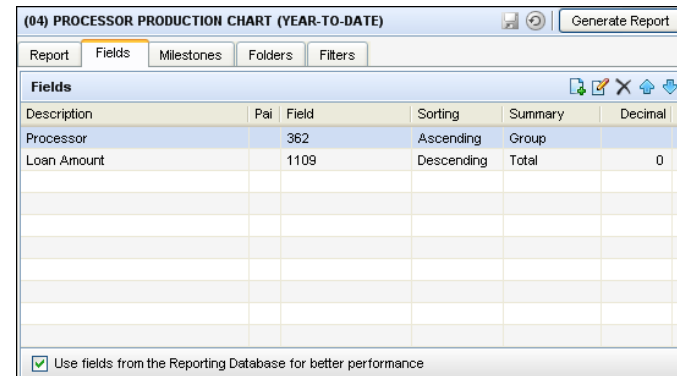 (04) PROCESSOR PRODUCTION CHART (YEAR-TO-DATE) Generate Report
Report Fields Milestones Folders Filters
Fields
Description Pai Field Sorting Summary Decimal
Processor 362 Ascending Group
Loan Amount 1109 Descending Total 0
Use fields from the Reporting Database for better performance